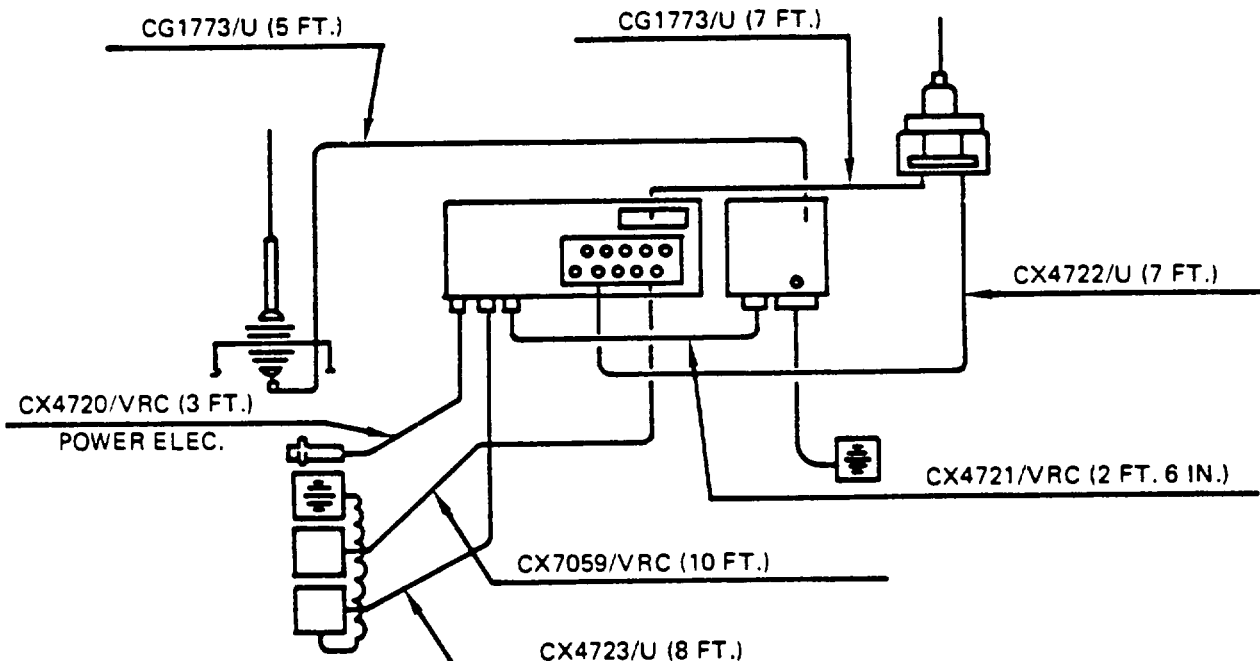 CG1773/U (5 FT.)
CG1773/U (7 FT.)
CX4722/U (7 FT.)
CX4720/VRC (3 FT.)
POWER ELEC.
CX4721/VRC (2 FT. 6 IN.)
CX7059/VRC (10 FT.)
CX4723/U (8 FT.)